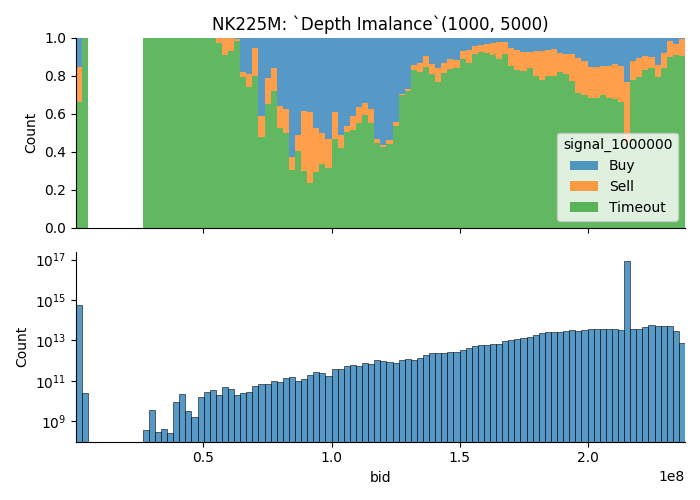 NK225M: `Depth Imalance`(1000, 5000)
1.0
0.8
0.6
0.4
0.2
0.0
Count
signal_1000000
Buy
Sell
Timeout
10^17
10^15
10^13
10^11
10^9
Count
0.5
1.0
1.5
2.0
1e8
bid